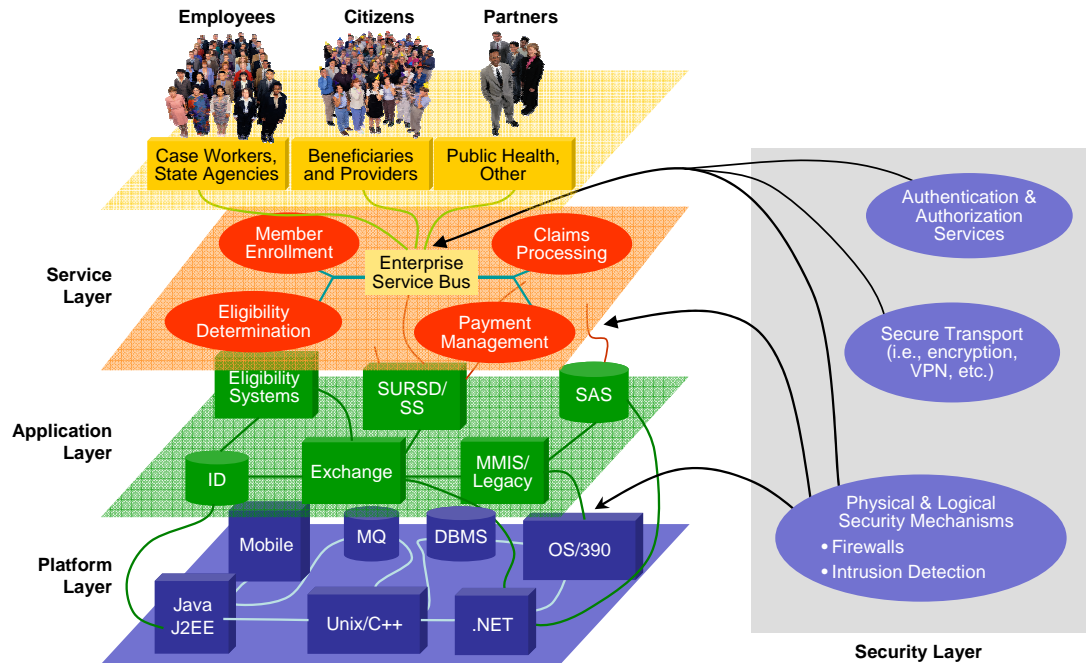 Employees
Citizens
Partners
Case Workers,
State Agencies
Beneficiaries
and Providers
Public Health,
Other
Service
Layer
Member
Enrollment
Claims
Processing
Enterprise
Service Bus
Eligibility
Determination
Payment
Management
Application
Layer
Eligibility
Systems
SURSD/
SS
SAS
ID
Exchange
MMIS/
Legacy
Platform
Layer
Mobile
MQ
DBMS
OS/390
Java
J2EE
Unix/C++
.NET
Authentication &
Authorization
Services
Secure Transport
(i.e., encryption,
VPN, etc.)
Physical & Logical
Security Mechanisms
• Firewalls
• Intrusion Detection
Security Layer